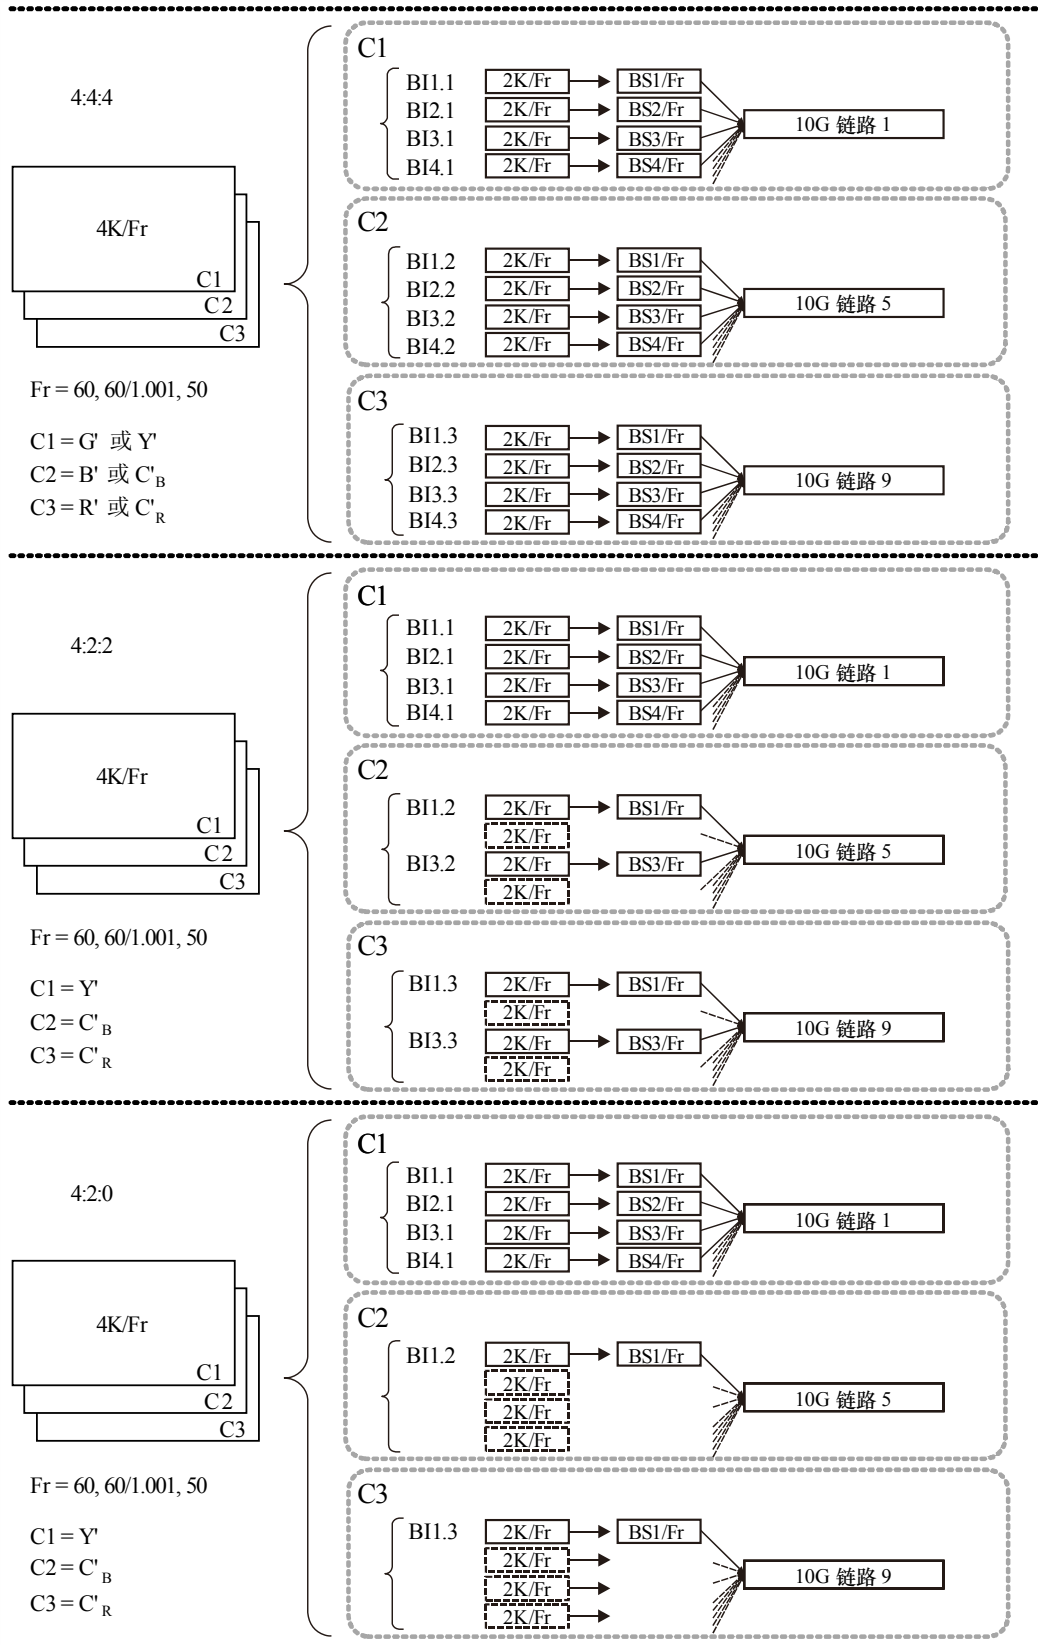 4:4:4
4K/Fr
C1
C2
C3
Fr = 60, 60/1.001, 50
C1 = G' 或 Y'
C2 = B' 或 C'B
C3 = R' 或 C'R
C1
BI1.1 2K/Fr BS1/Fr
BI2.1 2K/Fr BS2/Fr
BI3.1 2K/Fr BS3/Fr
BI4.1 2K/Fr BS4/Fr
10G 链路 1
C2
BI1.2 2K/Fr BS1/Fr
BI2.2 2K/Fr BS2/Fr
BI3.2 2K/Fr BS3/Fr
BI4.2 2K/Fr BS4/Fr
10G 链路 5
C3
BI1.3 2K/Fr BS1/Fr
BI2.3 2K/Fr BS2/Fr
BI3.3 2K/Fr BS3/Fr
BI4.3 2K/Fr BS4/Fr
10G 链路 9
4:2:2
4K/Fr
C1
C2
C3
Fr = 60, 60/1.001, 50
C1 = Y'
C2 = C'B
C3 = C'R
C1
BI1.1 2K/Fr BS1/Fr
BI2.1 2K/Fr BS2/Fr
BI3.1 2K/Fr BS3/Fr
BI4.1 2K/Fr BS4/Fr
10G 链路 1
C2
BI1.2 2K/Fr BS1/Fr
2K/Fr
BI3.2 2K/Fr BS3/Fr
2K/Fr
10G 链路 5
C3
BI1.3 2K/Fr BS1/Fr
2K/Fr
BI3.3 2K/Fr BS3/Fr
2K/Fr
10G 链路 9
4:2:0
4K/Fr
C1
C2
C3
Fr = 60, 60/1.001, 50
C1 = Y'
C2 = C'B
C3 = C'R
C1
BI1.1 2K/Fr BS1/Fr
BI2.1 2K/Fr BS2/Fr
BI3.1 2K/Fr BS3/Fr
BI4.1 2K/Fr BS4/Fr
10G 链路 1
C2
BI1.2 2K/Fr BS1/Fr
2K/Fr
2K/Fr
2K/Fr
10G 链路 5
C3
BI1.3 2K/Fr BS1/Fr
2K/Fr
2K/Fr
2K/Fr
10G 链路 9